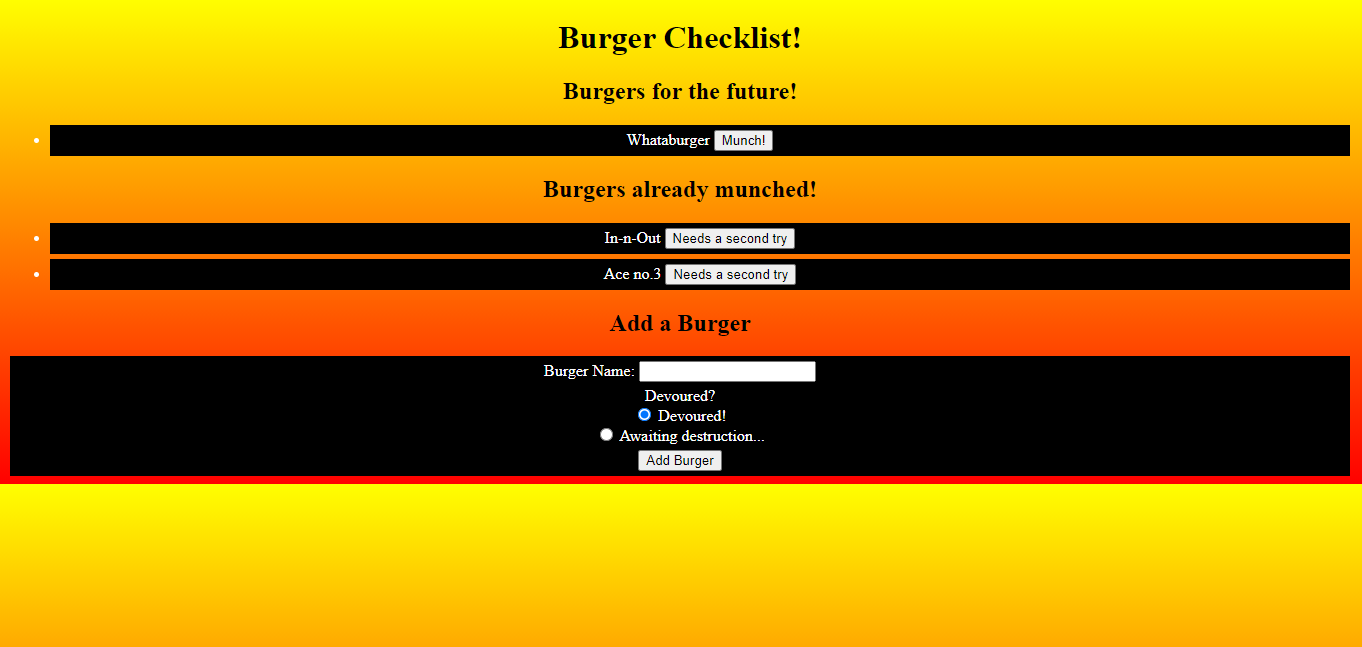 Burger Checklist!
Burgers for the future!
Whataburger Munch!
Burgers already munched!
In-n-Out Needs a second try
Ace no.3 Needs a second try
Add a Burger
Burger Name:
Devoured?
Devoured!
Awaiting destruction...
Add Burger